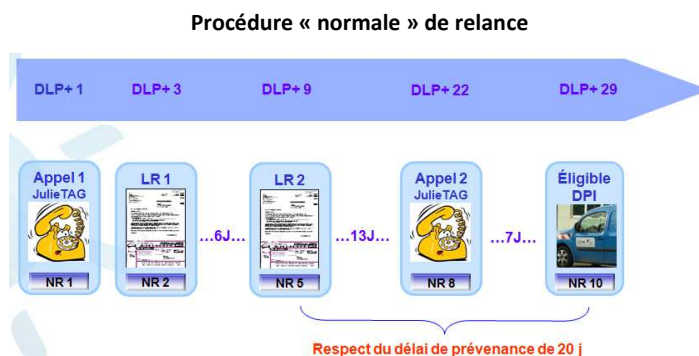 Procédure « normale » de relance
DLP+ 1 DLP+ 3 DLP+ 9 DLP+ 22 DLP+ 29
Appel 1
JulieTAG
NR 1
LR 1
NR 2
...6J...
LR 2
NR 5
...13J...
Appel 2
JulieTAG
NR 8
...7J...
Éligible
DPI
NR 10
Respect du délai de prévenance de 20 j